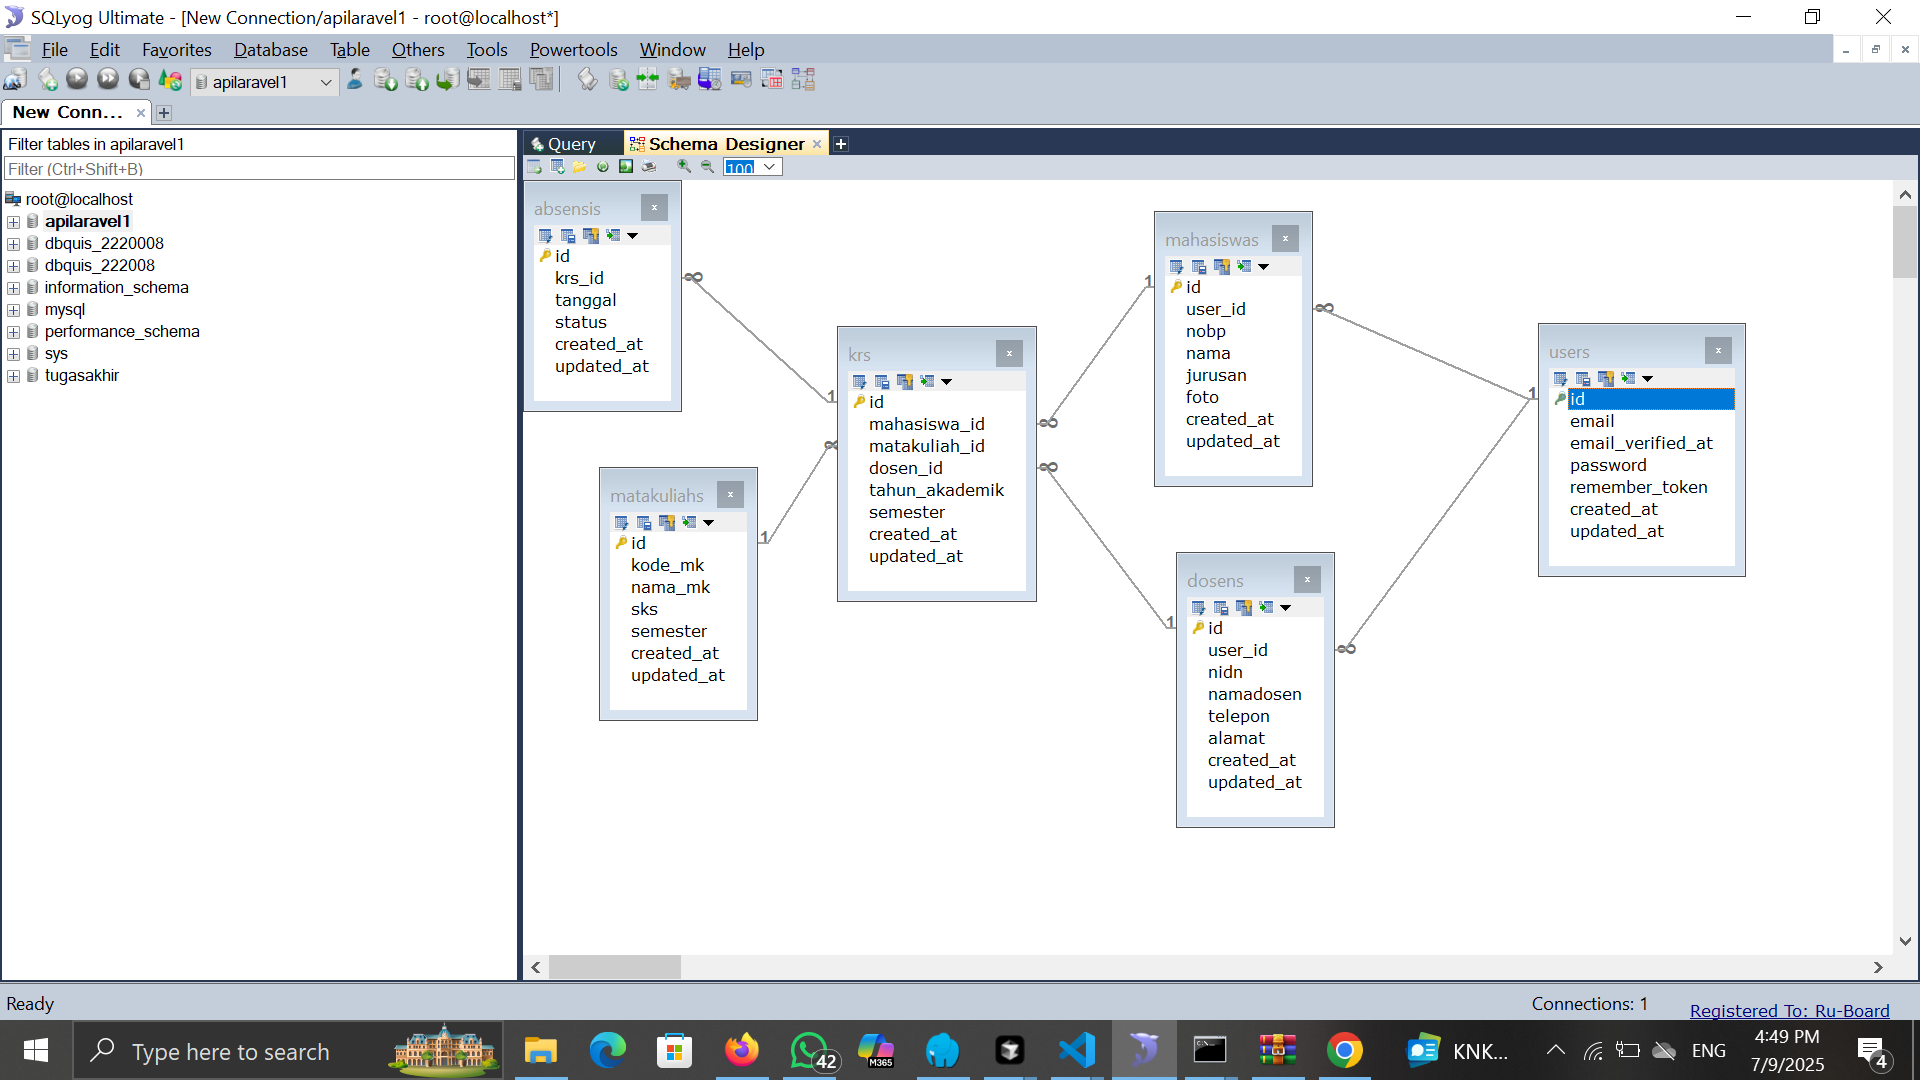 SQLyog Ultimate - [New Connection/apilaravel1 - root@localhost*]
File Edit Favorites Database Table Others Tools Powertools Window Help
apilaravel1
New Conn...
Filter tables in apilaravel1
Filter (Ctrl+Shift+B)
root@localhost
apilaravel1
dbquis_2220008
dbquis_222008
information_schema
mysql
performance_schema
sys
tugasakhir
Query
Schema Designer
100
absensis
id
krs_id
tanggal
status
created_at
updated_at
∞
1
matakuliahs
id
kode_mk
nama_mk
sks
semester
created_at
updated_at
1
∞
krs
id
mahasiswa_id
matakuliah_id
dosen_id
tahun_akademik
semester
created_at
updated_at
∞
1
∞
1
mahasiswas
id
user_id
nobp
nama
jurusan
foto
created_at
updated_at
∞
1
dosens
id
user_id
nidn
namadosen
telepon
alamat
created_at
updated_at
∞
users
id
email
email_verified_at
password
remember_token
created_at
updated_at
Ready
Connections: 1
Registered To: Ru-Board
Type here to search
42
M365
KNK...
ENG
4:49 PM
7/9/2025
4